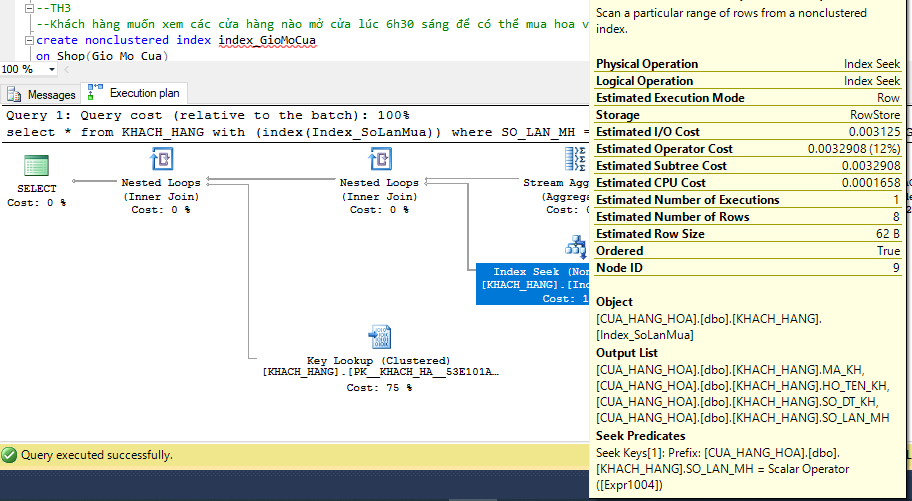 --TH3
--Khách hàng muốn xem các cửa hàng nào mở cửa lúc 6h30 sáng để có thể mua hoa v
create nonclustered index index_GioMoCua
on Shop(Gio Mo Cua)
100 %
Messages
Execution plan
Query 1: Query cost (relative to the batch): 100%
select * from KHACH_HANG with (index(Index_SoLanMua)) where SO_LAN_MH =
SELECT
Cost: 0 %
Nested Loops
(Inner Join)
Cost: 0 %
Nested Loops
(Inner Join)
Cost: 0 %
Stream Agg
(Aggrega
Cost: 
Index Seek (Non
[KHACH_HANG].[Ind
Cost: 1
Key Lookup (Clustered)
[KHACH_HANG].[PK__KHACH_HA__53E101A…
Cost: 75 %
Query executed successfully.
Scan a particular range of rows from a nonclustered
index.
Physical Operation Index Seek
Logical Operation Index Seek
Estimated Execution Mode Row
Storage RowStore
Estimated I/O Cost 0.003125
Estimated Operator Cost 0.0032908 (12%)
Estimated Subtree Cost 0.0032908
Estimated CPU Cost 0.0001658
Estimated Number of Executions 1
Estimated Number of Rows 8
Estimated Row Size 62 B
Ordered True
Node ID 9
Object
[CUA_HANG_HOA].[dbo].[KHACH_HANG].
[Index_SoLanMua]
Output List
[CUA_HANG_HOA].[dbo].[KHACH_HANG].MA_KH,
[CUA_HANG_HOA].[dbo].[KHACH_HANG].HO_TEN_KH,
[CUA_HANG_HOA].[dbo].[KHACH_HANG].SO_DT_KH,
[CUA_HANG_HOA].[dbo].[KHACH_HANG].SO_LAN_MH
Seek Predicates
Seek Keys[1]: Prefix: [CUA_HANG_HOA].[dbo].
[KHACH_HANG].SO_LAN_MH = Scalar Operator
([Expr1004])